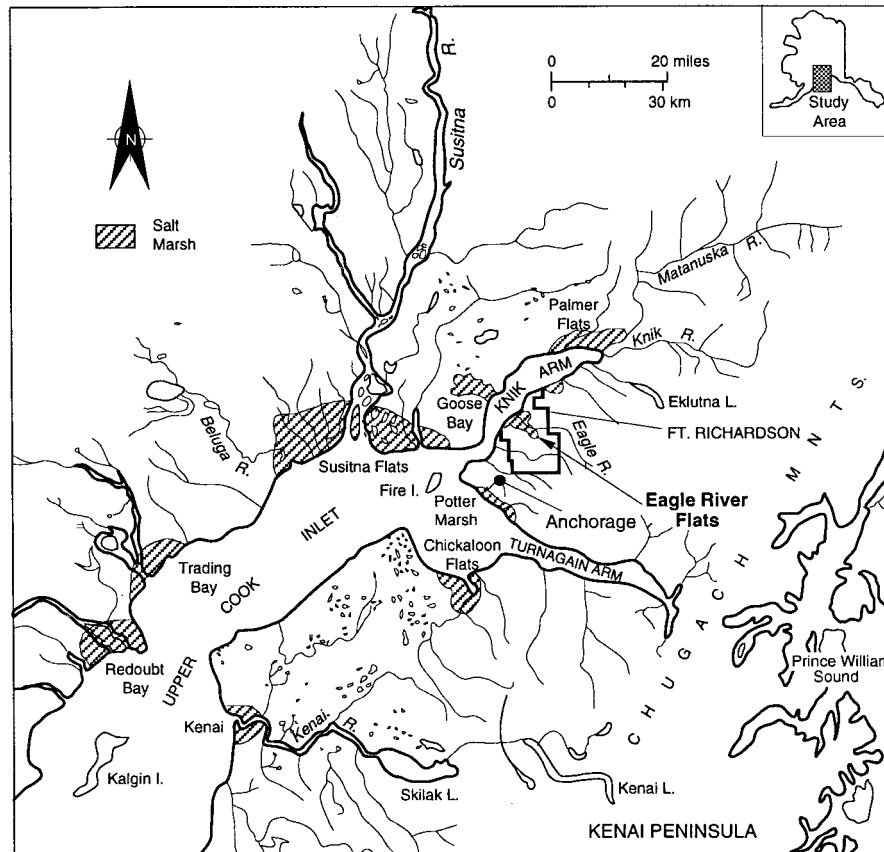 0 20 miles
0 30 km
Study
Area
N
Salt
Marsh
Susitna R.
Matanuska R.
Palmer
Flats
Knik R.
KNIK ARM
Goose
Bay
Eklutna L.
FT. RICHARDSON
Eagle R.
Beluga R.
Susitna Flats
Fire I.
Potter
Marsh
Anchorage
Eagle River
Flats
Chickaloon
Flats
TURNAGAIN ARM
Trading
Bay
UPPER COOK INLET
Redoubt
Bay
CHUGACH MNTS.
Prince William
Sound
Kenai
Kenai R.
Kalgin I.
Skilak L.
Kenai L.
KENAI PENINSULA